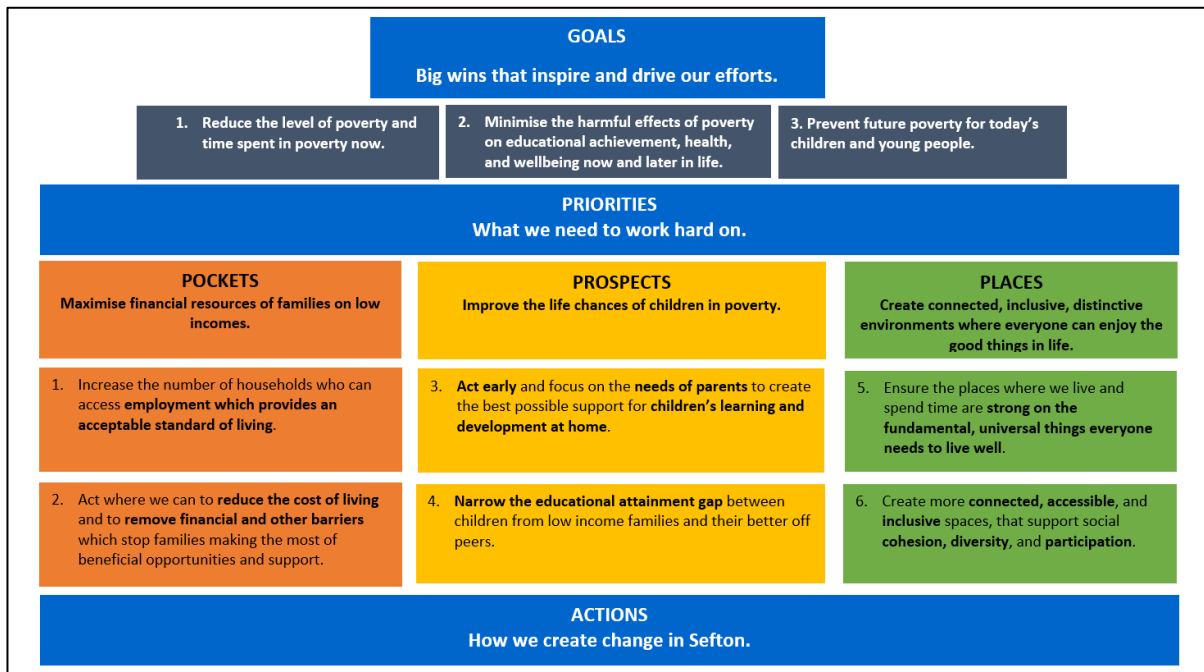 GOALS
Big wins that inspire and drive our efforts.
1. Reduce the level of poverty and
time spent in poverty now.
2. Minimise the harmful effects of poverty
on educational achievement, health,
and wellbeing now and later in life.
3. Prevent future poverty for today’s
children and young people.
PRIORITIES
What we need to work hard on.
POCKETS
Maximise financial resources of families on low
incomes.
1. Increase the number of households who can
access employment which provides an
acceptable standard of living.
2. Act where we can to reduce the cost of living
and to remove financial and other barriers
which stop families making the most of
beneficial opportunities and support.
PROSPECTS
Improve the life chances of children in poverty.
3. Act early and focus on the needs of parents to create
the best possible support for children’s learning and
development at home.
4. Narrow the educational attainment gap between
children from low income families and their better off
peers.
PLACES
Create connected, inclusive, distinctive
environments where everyone can enjoy the
good things in life.
5. Ensure the places where we live and
spend time are strong on the
fundamental, universal things everyone
needs to live well.
6. Create more connected, accessible, and
inclusive spaces, that support social
cohesion, diversity, and participation.
ACTIONS
How we create change in Sefton.